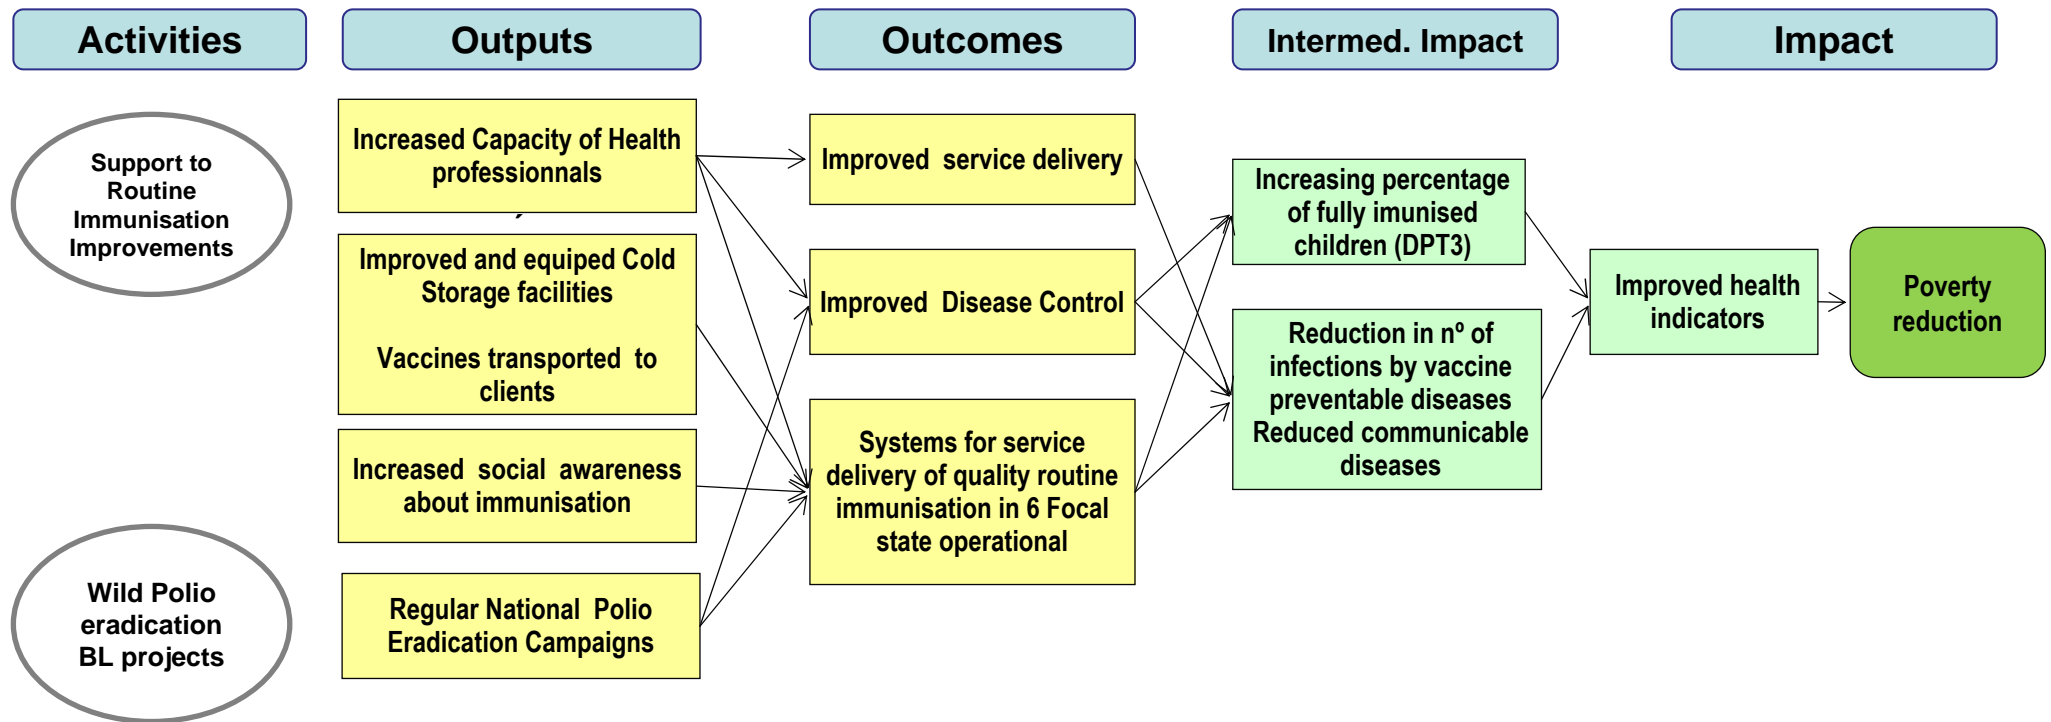 Activities
Outputs
Outcomes
Intermed. Impact
Impact
Support to
Routine
Immunisation
Improvements
Wild Polio
eradication
BL projects
Increased Capacity of Health
professionnals
Improved and equiped Cold
Storage facilities
Vaccines transported to
clients
Increased social awareness
about immunisation
Regular National Polio
Eradication Campaigns
Improved service delivery
Improved Disease Control
Systems for service
delivery of quality routine
immunisation in 6 Focal
state operational
Increasing percentage
of fully imunised
children (DPT3)
Reduction in nº of
infections by vaccine
preventable diseases
Reduced communicable
diseases
Improved health
indicators
Poverty
reduction